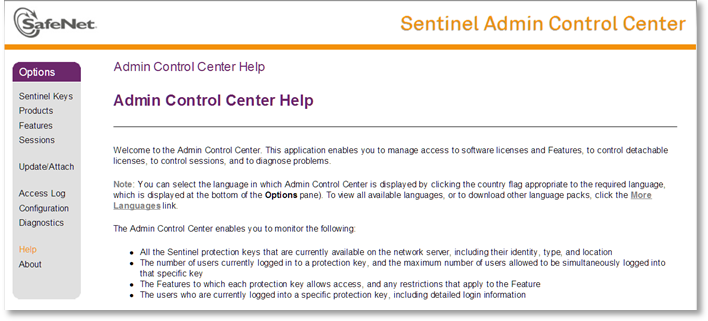 SafeNet.
Sentinel Admin Control Center
Options
Sentinel Keys
Products
Features
Sessions
Update/Attach
Access Log
Configuration
Diagnostics
Help
About
Admin Control Center Help
Admin Control Center Help
Welcome to the Admin Control Center. This application enables you to manage access to software licenses and Features, to control detachable
licenses, to control sessions, and to diagnose problems.
Note: You can select the language in which Admin Control Center is displayed by clicking the country flag appropriate to the required language,
which is displayed at the bottom of the Options pane). To view all available languages, or to download other language packs, click the More
Languages link.
The Admin Control Center enables you to monitor the following:
• All the Sentinel protection keys that are currently available on the network server, including their identity, type, and location
• The number of users currently logged in to a protection key, and the maximum number of users allowed to be simultaneously logged into
that specific key
• The Features to which each protection key allows access, and any restrictions that apply to the Feature
• The users who are currently logged into a specific protection key, including detailed login information